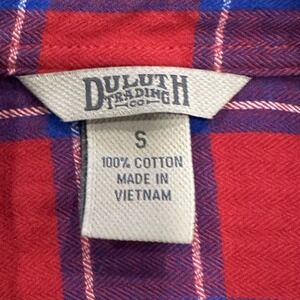 DULUTH
TRADING
CO
S
100% COTTON
MADE IN
VIETNAM